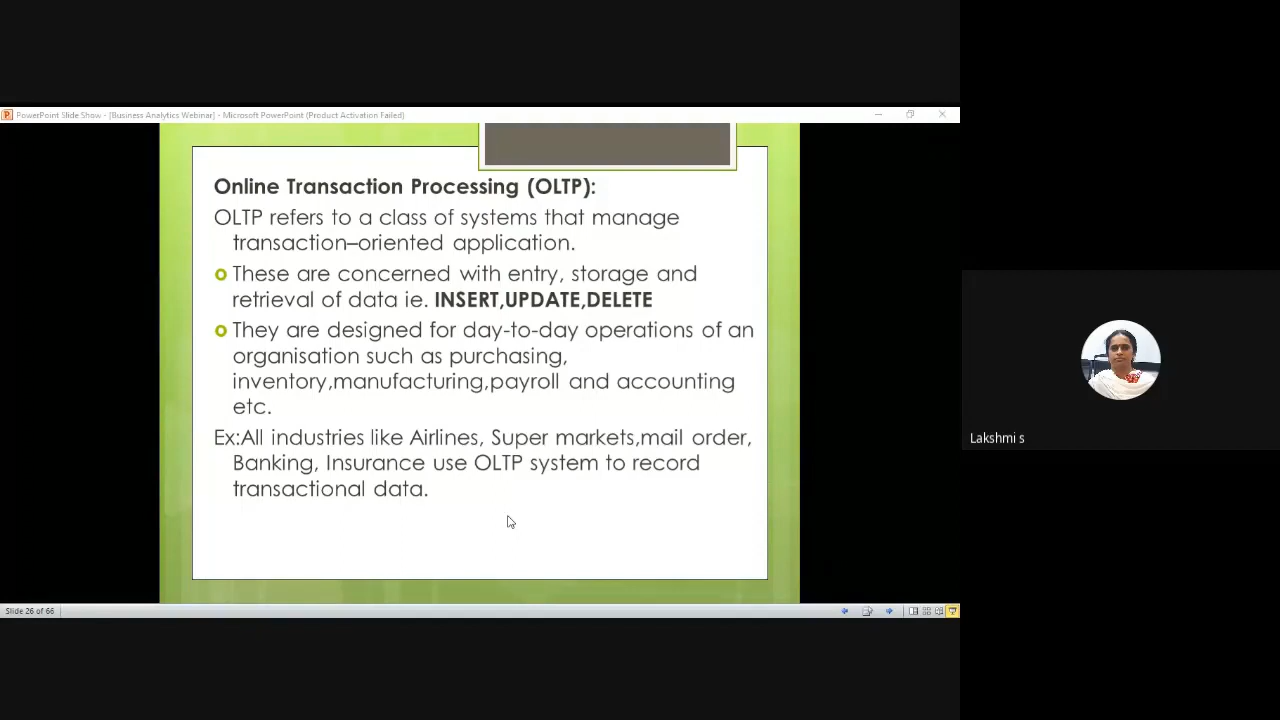 PowerPoint Slide Show - [Business Analytics Webinar] - Microsoft PowerPoint (Product Activation Failed)
Online Transaction Processing (OLTP):
OLTP refers to a class of systems that manage
transaction–oriented application.
o These are concerned with entry, storage and
retrieval of data ie. INSERT,UPDATE,DELETE
o They are designed for day-to-day operations of an
organisation such as purchasing,
inventory,manufacturing,payroll and accounting
etc.
Ex:All industries like Airlines, Super markets,mail order,
Banking, Insurance use OLTP system to record
transactional data.
Lakshmi s
Slide 26 of 66